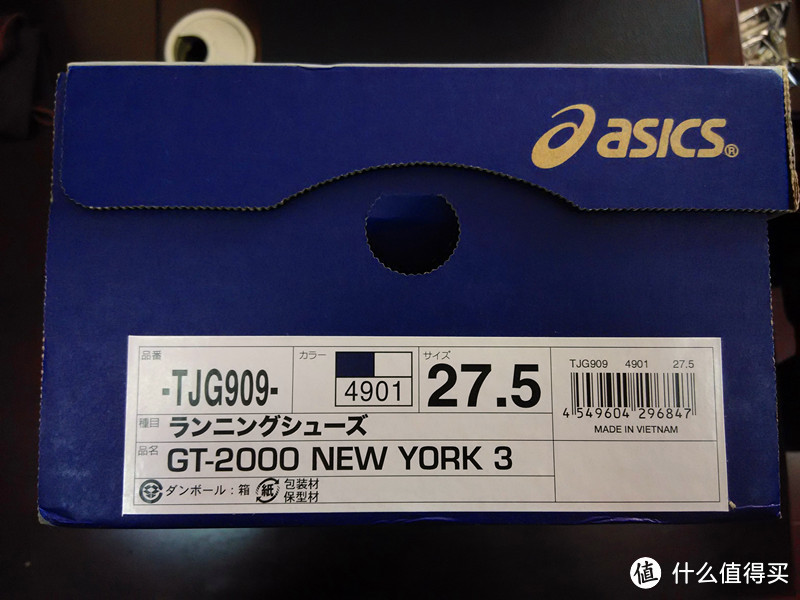 asics®
品番 カラー サイズ TJG909 4901 27.5
-TJG909- 4901 27.5
4 549604 296847
MADE IN VIETNAM
種目 ランニングシューズ
品名 GT-2000 NEW YORK 3
ダンボール：箱 紙 包装材
保型材
值 什么值得买